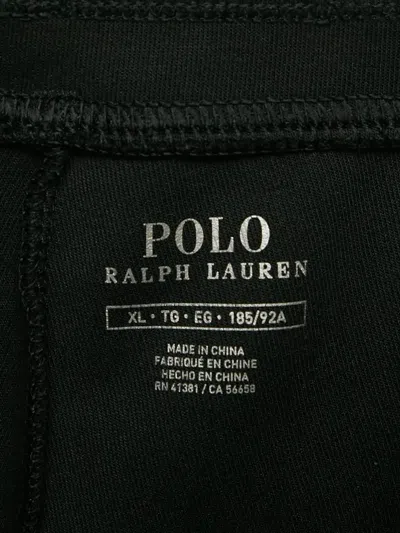 POLO
RALPH LAUREN
XL • TG • EG • 185/92A
MADE IN CHINA
FABRIQUÉ EN CHINE
HECHO EN CHINA
RN 41381 / CA 56658